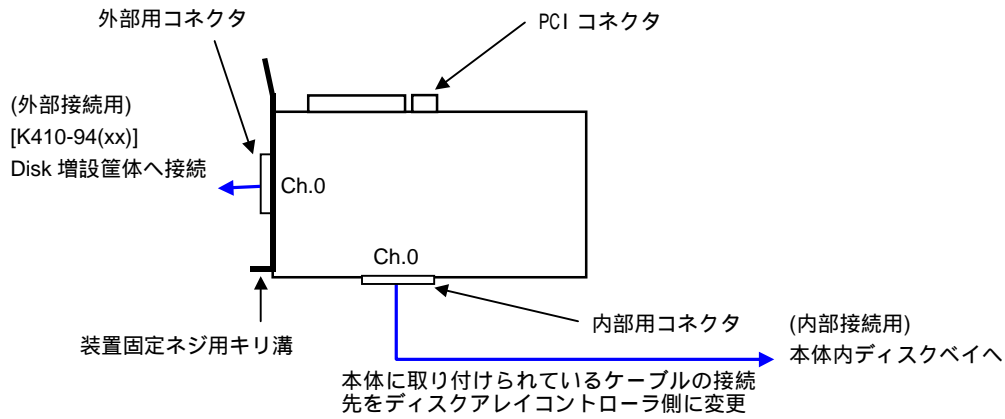 外部用コネクタ
PCI コネクタ
(外部接続用)
[K410-94(xx)]
Disk 増設筐体へ接続
Ch.0
Ch.0
装置固定ネジ用キリ溝
内部用コネクタ
(内部接続用)
本体内ディスクベイへ
本体に取り付けられているケーブルの接続
先をディスクアレイコントローラ側に変更